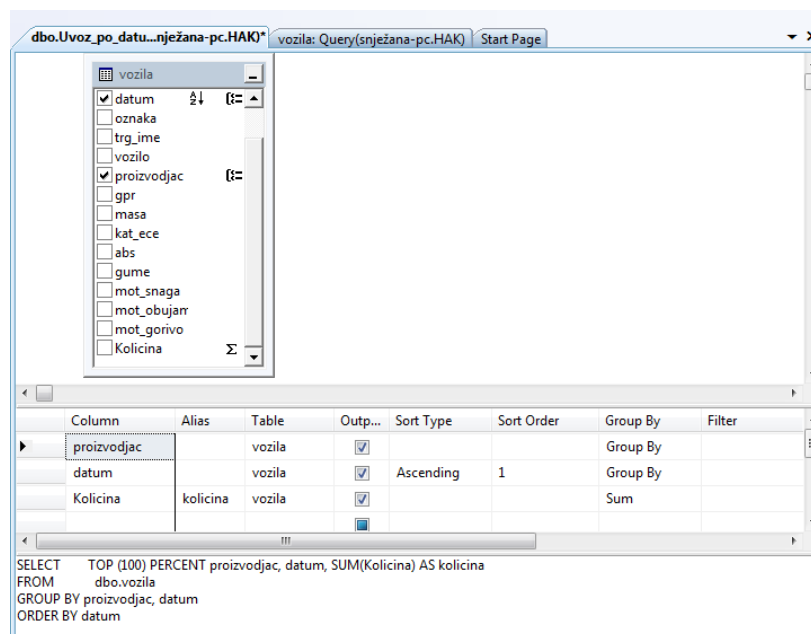 dbo.Uvoz_po_datu...nježana-pc.HAK)* vozila: Query(snježana-pc.HAK) Start Page
vozila
datum
oznaka
trg_ime
vozilo
proizvodjac
gpr
masa
kat_ece
abs
gume
mot_snaga
mot_obujam
mot_gorivo
Kolicina Σ
Column Alias Table Outp... Sort Type Sort Order Group By Filter
proizvodjac vozila Group By
datum vozila Ascending 1 Group By
Kolicina kolicina vozila Sum
SELECT TOP (100) PERCENT proizvodjac, datum, SUM(Kolicina) AS kolicina
FROM dbo.vozila
GROUP BY proizvodjac, datum
ORDER BY datum